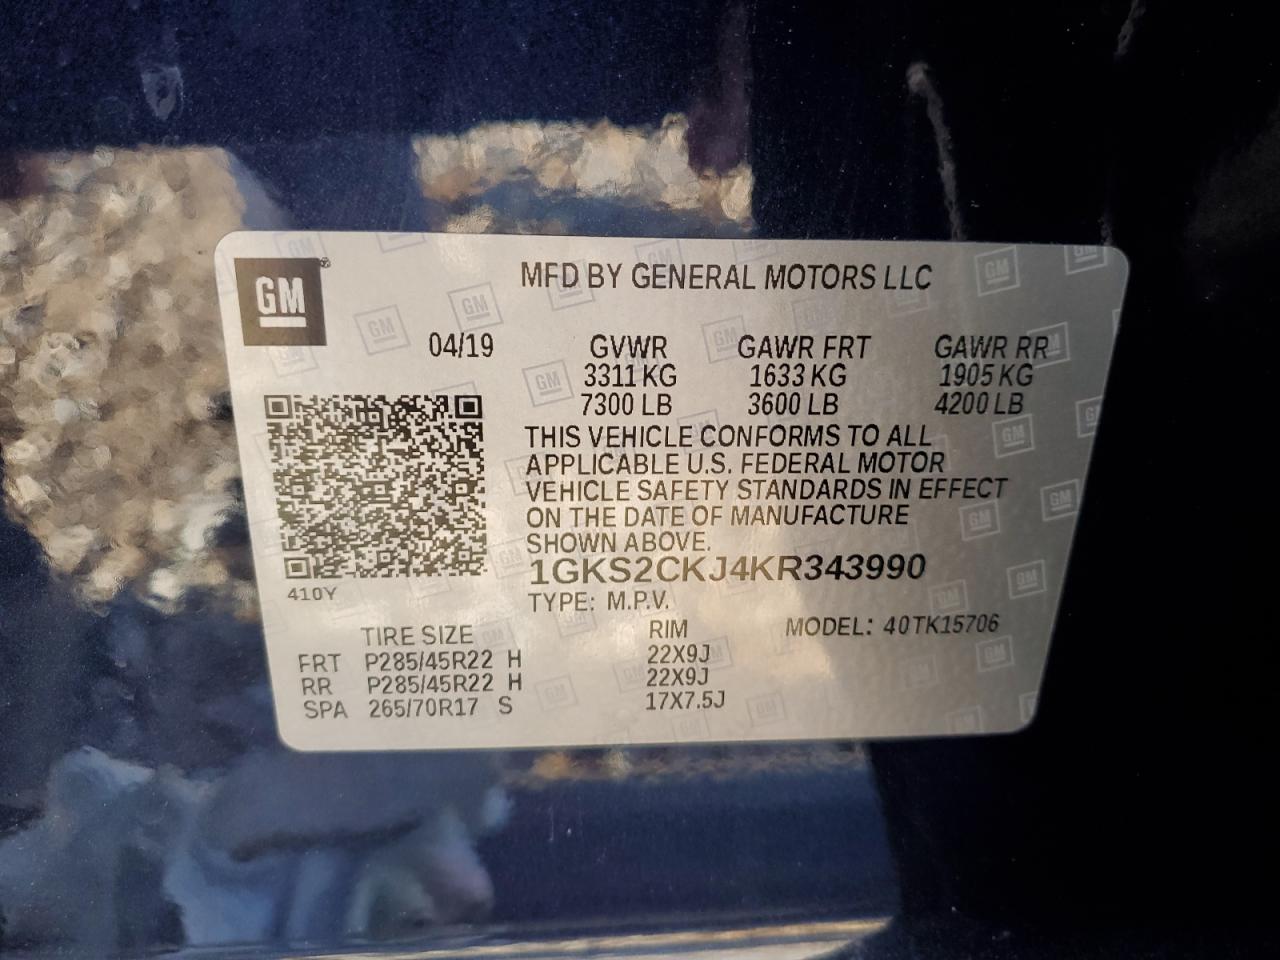 GM®
MFD BY GENERAL MOTORS LLC
04/19 GVWR GAWR FRT GAWR RR
3311 KG 1633 KG 1905 KG
7300 LB 3600 LB 4200 LB
THIS VEHICLE CONFORMS TO ALL
APPLICABLE U.S. FEDERAL MOTOR
VEHICLE SAFETY STANDARDS IN EFFECT
ON THE DATE OF MANUFACTURE
SHOWN ABOVE.
1GKS2CKJ4KR343990
410Y
TYPE: M.P.V.
TIRE SIZE RIM MODEL: 40TK15706
FRT P285/45R22 H 22X9J
RR P285/45R22 H 22X9J
SPA 265/70R17 S 17X7.5J